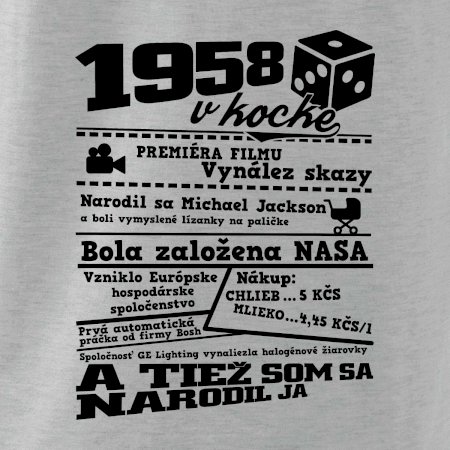 1958
v kocke
PREMIÉRA FILMU
Vynález skazy
Narodil sa Michael Jackson
a boli vymyslené lízanky na paličke
Bola založena NASA
Vzniklo Európske
hospodárske
spoločenstvo
Nákup:
CHLIEB ... 5 KČS
MLIEKO...4,45 KČS/l
Prvá automatická
práčka od firmy Bosh
Spoločnosť GE Lighting vynaliezla halogénové žiarovky
A TIEŽ SOM SA
NARODIL JA